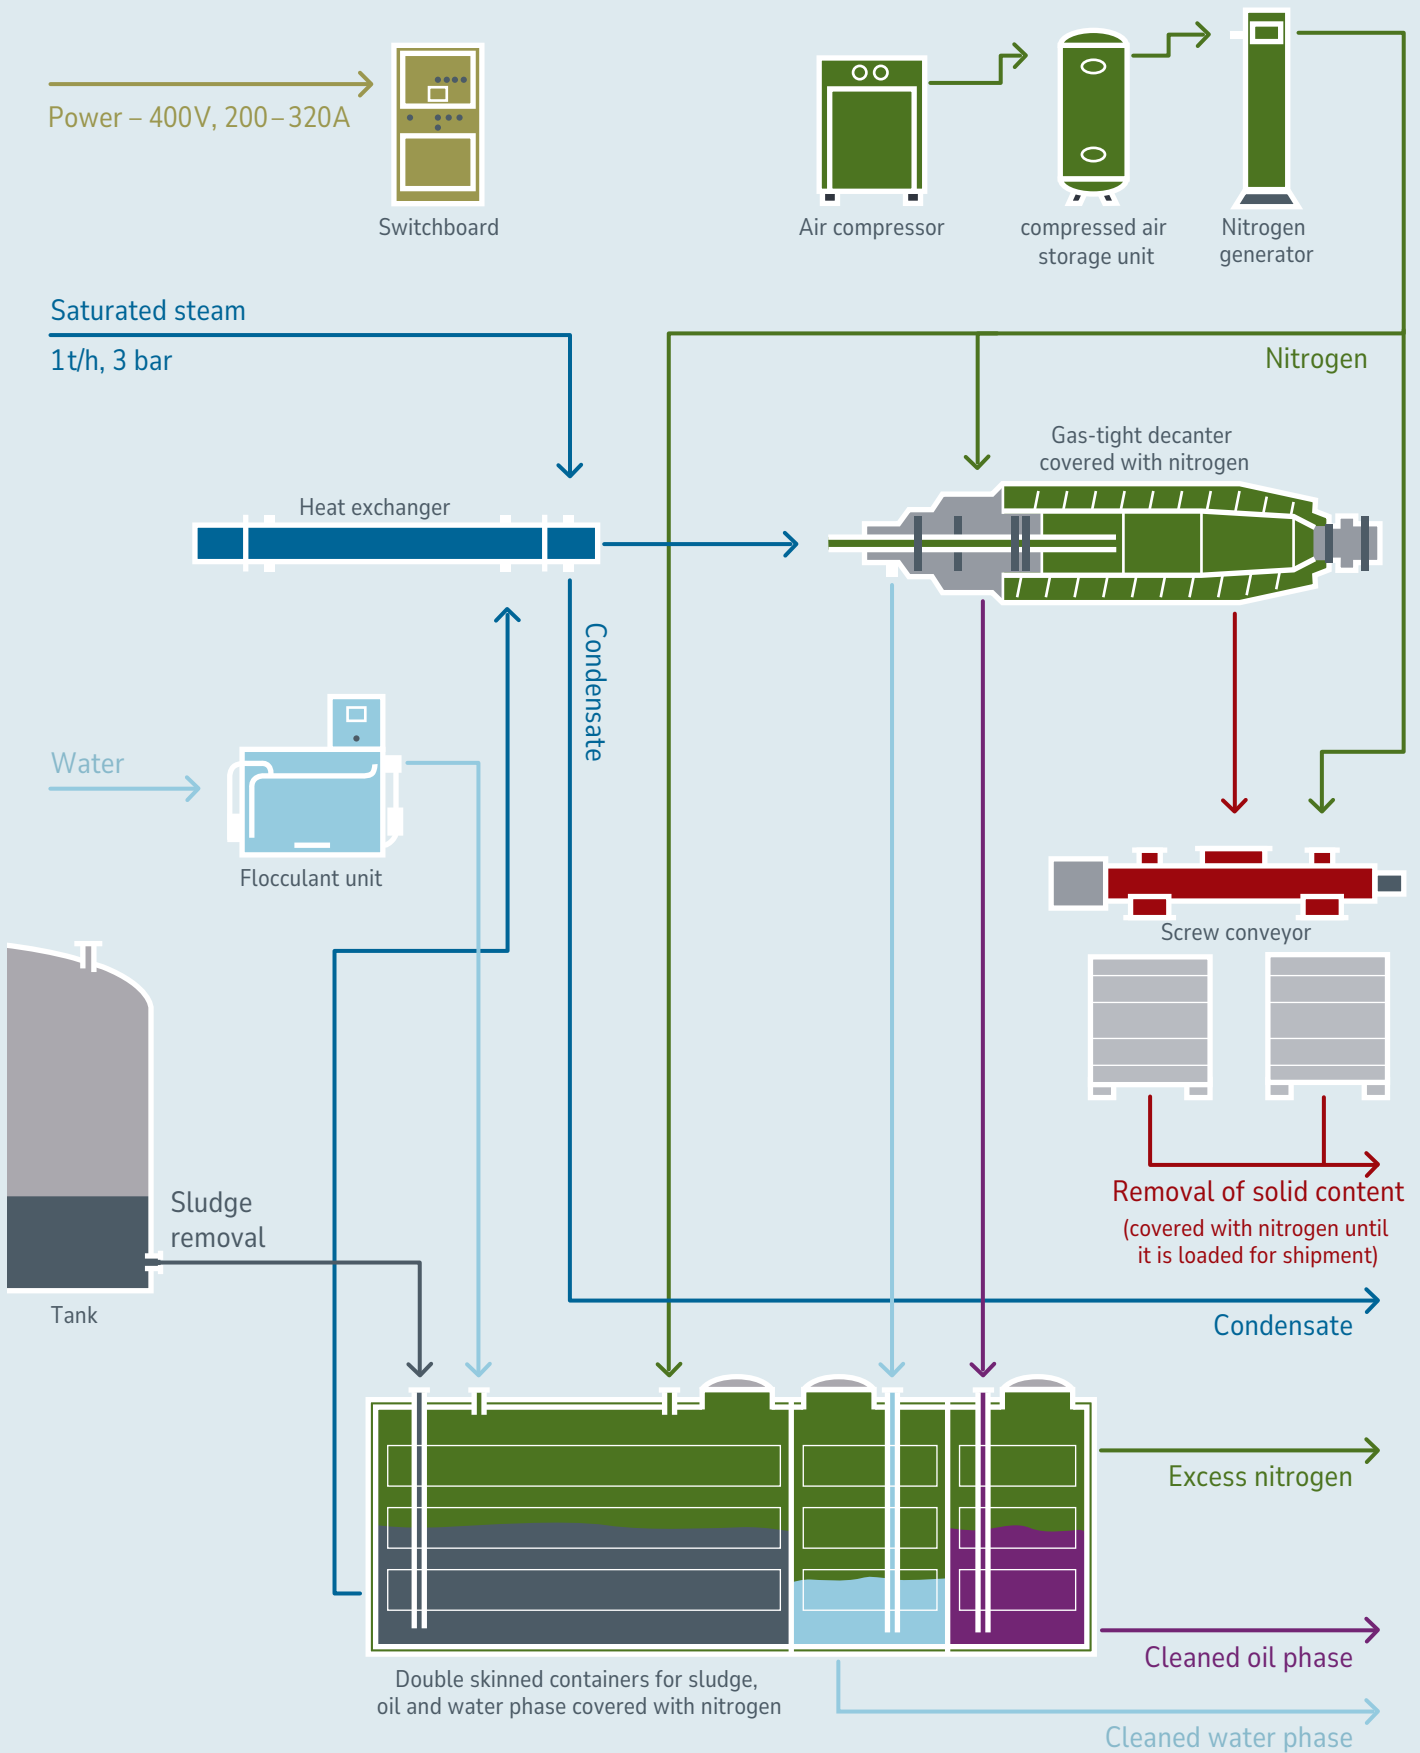 Power – 400V, 200–320A
Switchboard
Air compressor
compressed air
storage unit
Nitrogen
generator
Saturated steam
1t/h, 3 bar
Nitrogen
Gas-tight decanter
covered with nitrogen
Heat exchanger
Condensate
Water
Flocculant unit
Screw conveyor
Sludge
removal
Removal of solid content
(covered with nitrogen until
it is loaded for shipment)
Tank
Condensate
Excess nitrogen
Cleaned oil phase
Double skinned containers for sludge,
oil and water phase covered with nitrogen
Cleaned water phase